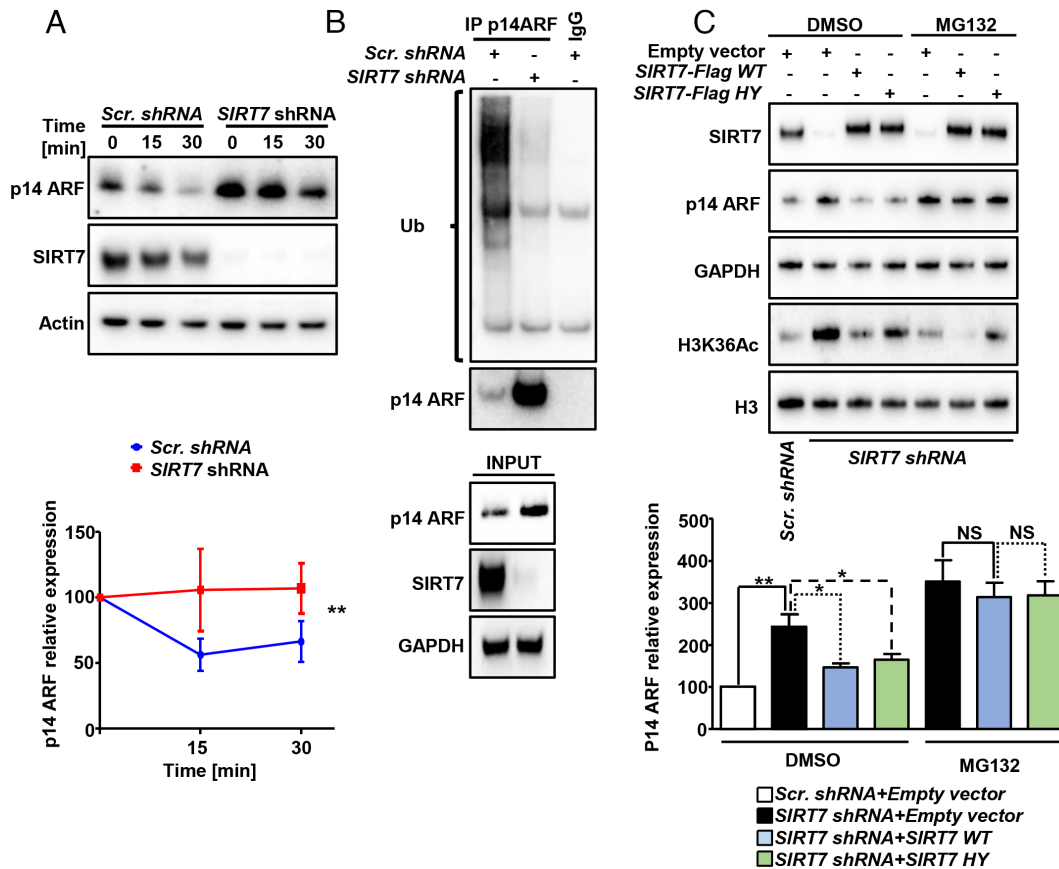 A
Scr. shRNA SIRT7 shRNA
Time
[min]
0 15 30 0 15 30
p14 ARF
SIRT7
Actin
Scr. shRNA
SIRT7 shRNA
p14 ARF relative expression
150
100
50
0
**
15 30
Time [min]
B
IP p14ARF IgG
Scr. shRNA + - +
SIRT7 shRNA - + -
Ub
p14 ARF
INPUT
p14 ARF
SIRT7
GAPDH
C
DMSO MG132
Empty vector + + - - + - -
SIRT7-Flag WT - - + - - + -
SIRT7-Flag HY - - - + - - +
SIRT7
p14 ARF
GAPDH
H3K36Ac
H3
Scr. shRNA
SIRT7 shRNA
P14 ARF relative expression
500
400
300
200
100
0
** * * NS NS
DMSO MG132
Scr. shRNA+Empty vector
SIRT7 shRNA+Empty vector
SIRT7 shRNA+SIRT7 WT
SIRT7 shRNA+SIRT7 HY